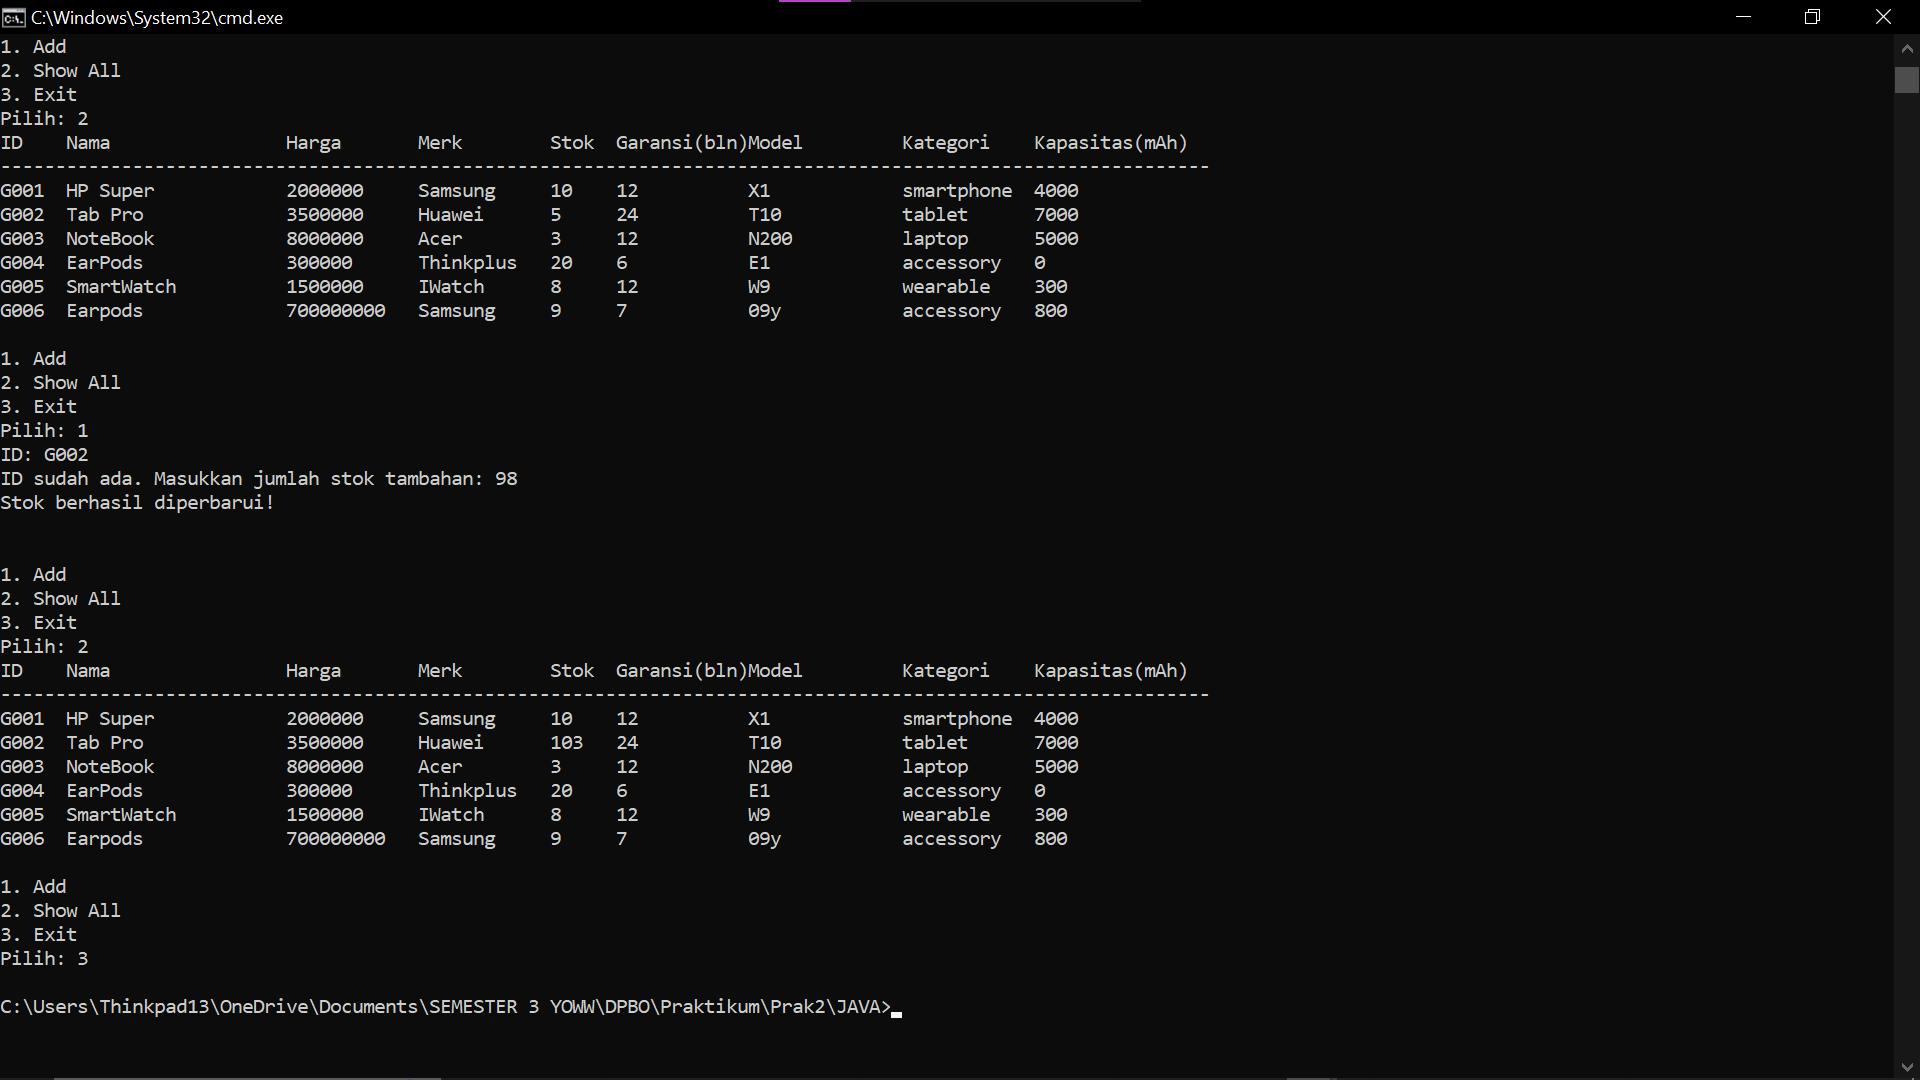 C:\Windows\System32\cmd.exe
1. Add
2. Show All
3. Exit
Pilih: 2
ID    Nama                Harga       Merk        Stok  Garansi(bln)Model         Kategori    Kapasitas(mAh)
--------------------------------------------------------------------------------------------------------------
G001  HP Super            2000000     Samsung     10    12          X1            smartphone  4000
G002  Tab Pro             3500000     Huawei      5     24          T10           tablet      7000
G003  NoteBook            8000000     Acer        3     12          N200          laptop      5000
G004  EarPods             300000      Thinkplus   20    6           E1            accessory   0
G005  SmartWatch          1500000     IWatch      8     12          W9            wearable    300
G006  Earpods             700000000   Samsung     9     7           09y           accessory   800
1. Add
2. Show All
3. Exit
Pilih: 1
ID: G002
ID sudah ada. Masukkan jumlah stok tambahan: 98
Stok berhasil diperbarui!
1. Add
2. Show All
3. Exit
Pilih: 2
ID    Nama                Harga       Merk        Stok  Garansi(bln)Model         Kategori    Kapasitas(mAh)
--------------------------------------------------------------------------------------------------------------
G001  HP Super            2000000     Samsung     10    12          X1            smartphone  4000
G002  Tab Pro             3500000     Huawei      103   24          T10           tablet      7000
G003  NoteBook            8000000     Acer        3     12          N200          laptop      5000
G004  EarPods             300000      Thinkplus   20    6           E1            accessory   0
G005  SmartWatch          1500000     IWatch      8     12          W9            wearable    300
G006  Earpods             700000000   Samsung     9     7           09y           accessory   800
1. Add
2. Show All
3. Exit
Pilih: 3
C:\Users\Thinkpad13\OneDrive\Documents\SEMESTER 3 YOWW\DPBO\Praktikum\Prak2\JAVA>